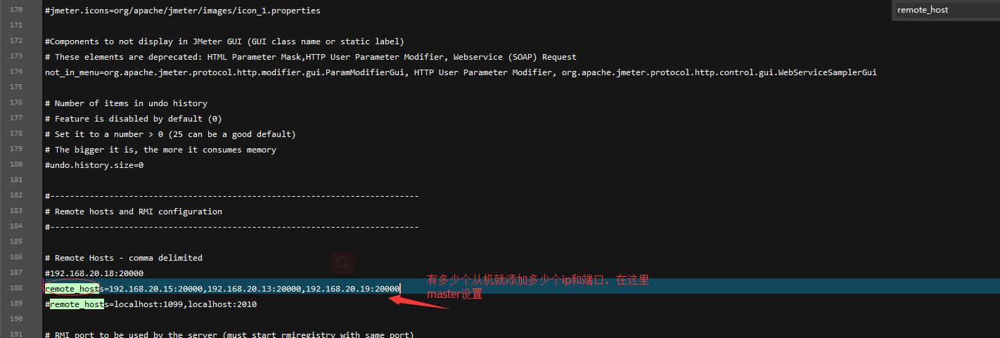 170 #jmeter.icons=org/apache/jmeter/images/icon_1.properties
remote_host
171
172 #Components to not display in JMeter GUI (GUI class name or static label)
173 # These elements are deprecated: HTML Parameter Mask,HTTP User Parameter Modifier, Webservice (SOAP) Request
174 not_in_menu=org.apache.jmeter.protocol.http.modifier.gui.ParamModifierGui, HTTP User Parameter Modifier, org.apache.jmeter.protocol.http.control.gui.WebServiceSamplerGui
175
176 # Number of items in undo history
177 # Feature is disabled by default (0)
178 # Set it to a number > 0 (25 can be a good default)
179 # The bigger it is, the more it consumes memory
180 #undo.history.size=0
181
182 #---------------------------------------------------------------------------
183 # Remote hosts and RMI configuration
184 #---------------------------------------------------------------------------
185
186 # Remote Hosts - comma delimited
187 #192.168.20.18:20000
188 remote_hosts=192.168.20.15:20000,192.168.20.13:20000,192.168.20.19:20000
有多少个从机就添加多少个ip和端口，在这里
master设置
189 #remote_hosts=localhost:1099,localhost:2010
190
191 # RMI port to be used by the server (must start rmiregistry with same port)